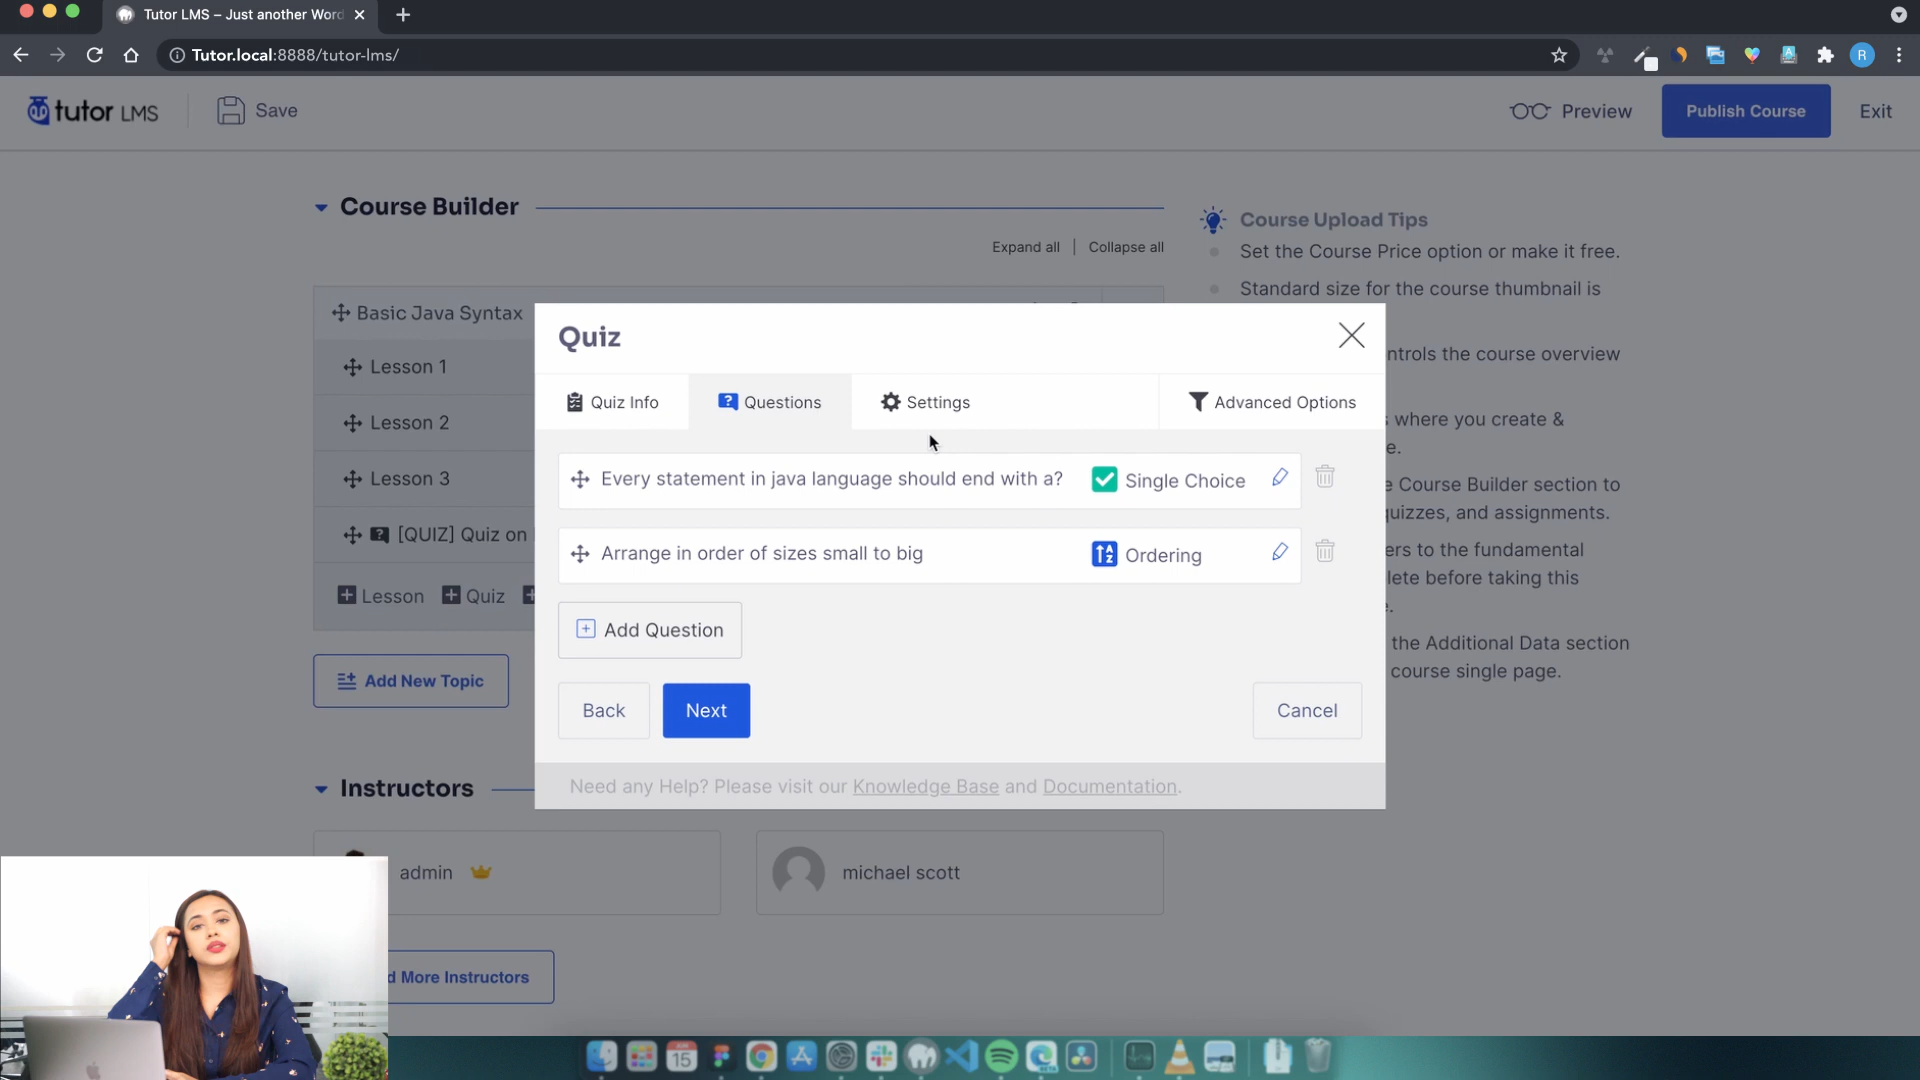 Tutor LMS – Just another Word
Tutor.local:8888/tutor-lms/
R
tutor LMS
Save
Preview
Publish Course
Exit
Course Builder
Expand all | Collapse all
Basic Java Syntax
Lesson 1
Lesson 2
Lesson 3
[QUIZ] Quiz on
Lesson
Quiz
Add New Topic
Course Upload Tips
Set the Course Price option or make it free.
Standard size for the course thumbnail is
ntrols the course overview
where you create &
e.
e Course Builder section to
quizzes, and assignments.
ers to the fundamental
lete before taking this
e.
the Additional Data section
course single page.
Quiz
Quiz Info
Questions
Settings
Advanced Options
Every statement in java language should end with a?
Single Choice
Arrange in order of sizes small to big
Ordering
Add Question
Back
Next
Cancel
Need any Help? Please visit our Knowledge Base and Documentation.
Instructors
admin
michael scott
d More Instructors
15